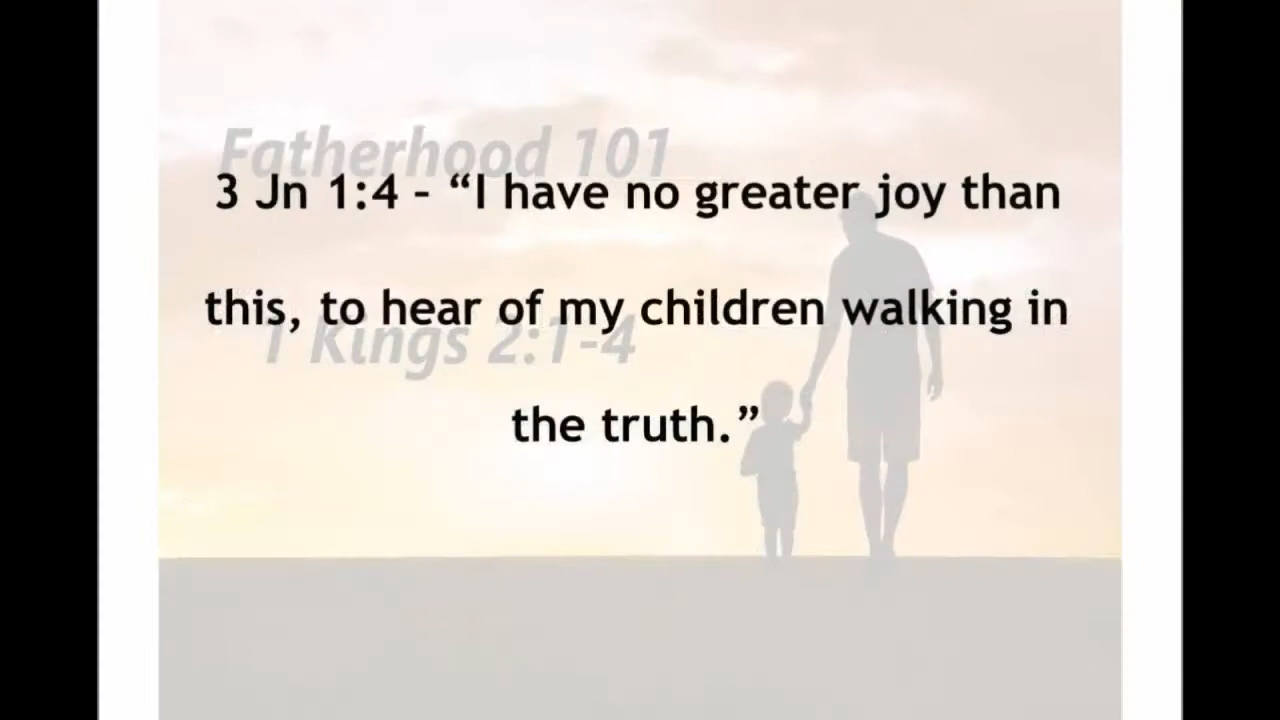 Fatherhood 101
3 Jn 1:4 – “I have no greater joy than
this, to hear of my children walking in
1 Kings 2:1-4
the truth.”